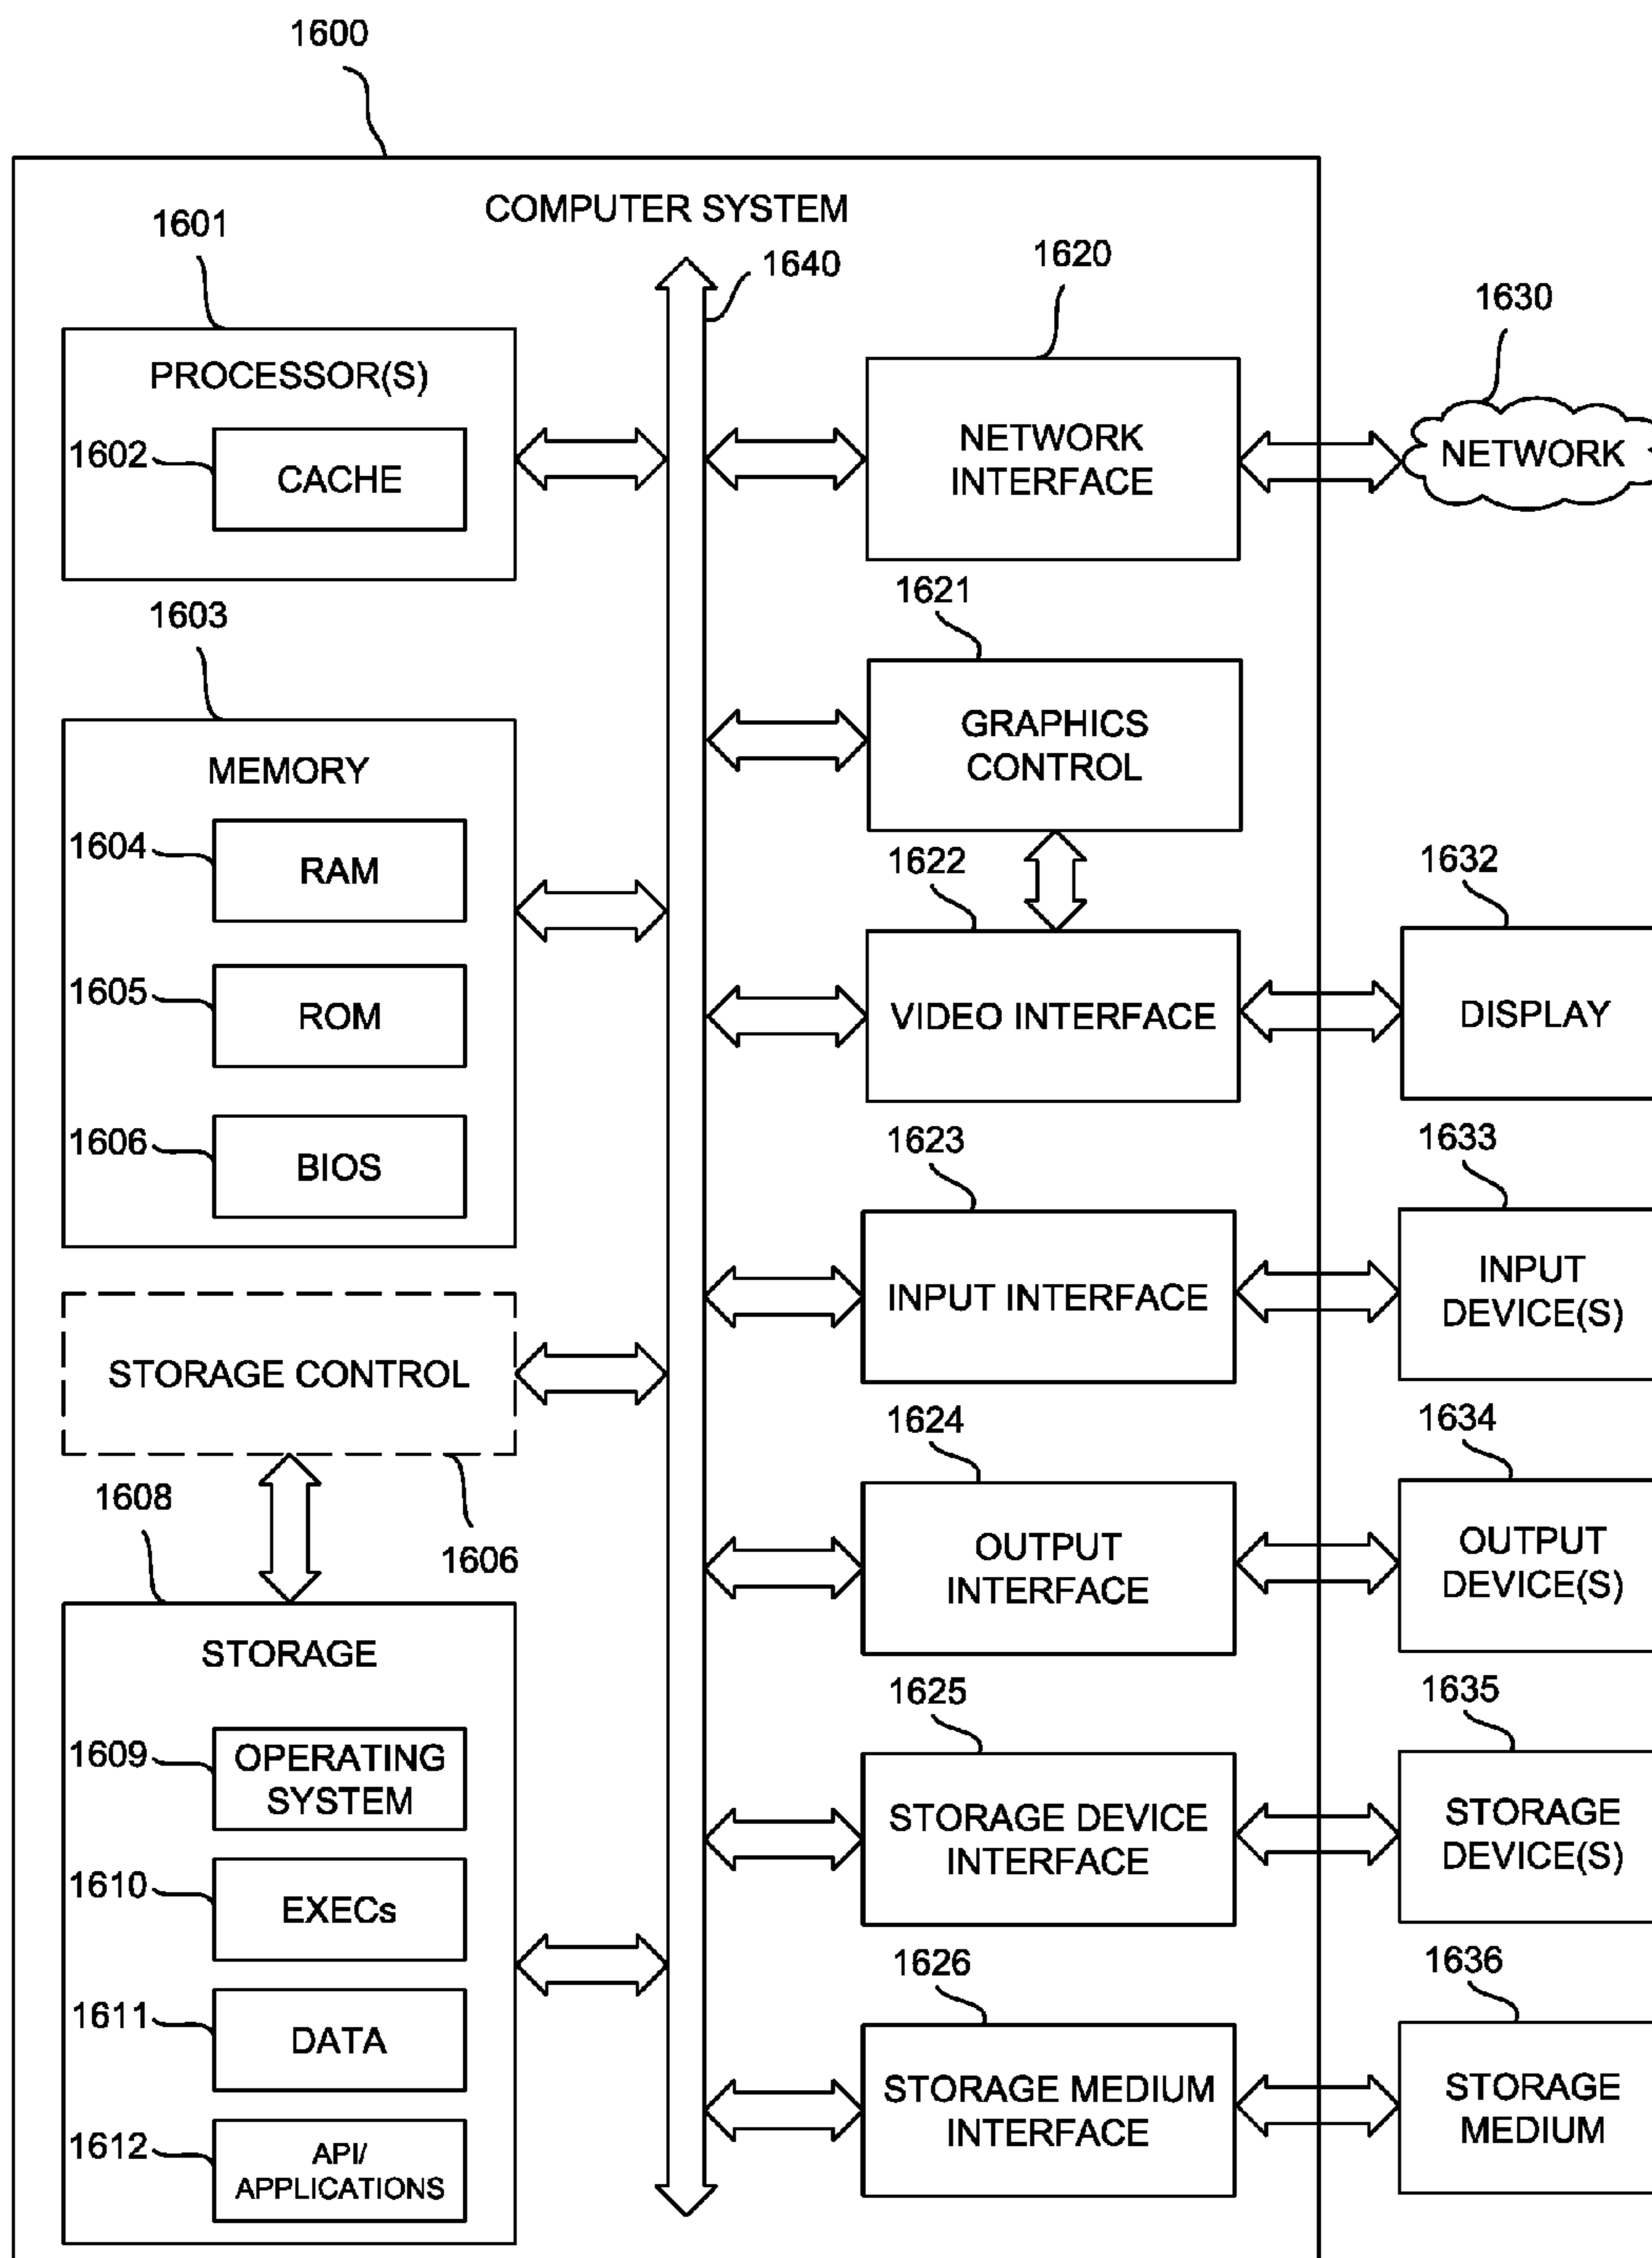 1600
COMPUTER SYSTEM
1601
1640
1620
1630
PROCESSOR(S)
1602
CACHE
NETWORK
INTERFACE
NETWORK
1603
1621
MEMORY
GRAPHICS
CONTROL
1604
RAM
1622
1632
1605
ROM
VIDEO INTERFACE
DISPLAY
1606
BIOS
1623
1633
INPUT INTERFACE
INPUT
DEVICE(S)
STORAGE CONTROL
1606
1624
1634
OUTPUT
INTERFACE
OUTPUT
DEVICE(S)
1608
STORAGE
1625
1635
1609
OPERATING
SYSTEM
STORAGE DEVICE
INTERFACE
STORAGE
DEVICE(S)
1610
EXECs
1626
1636
1611
DATA
STORAGE MEDIUM
INTERFACE
STORAGE
MEDIUM
1612
API/
APPLICATIONS